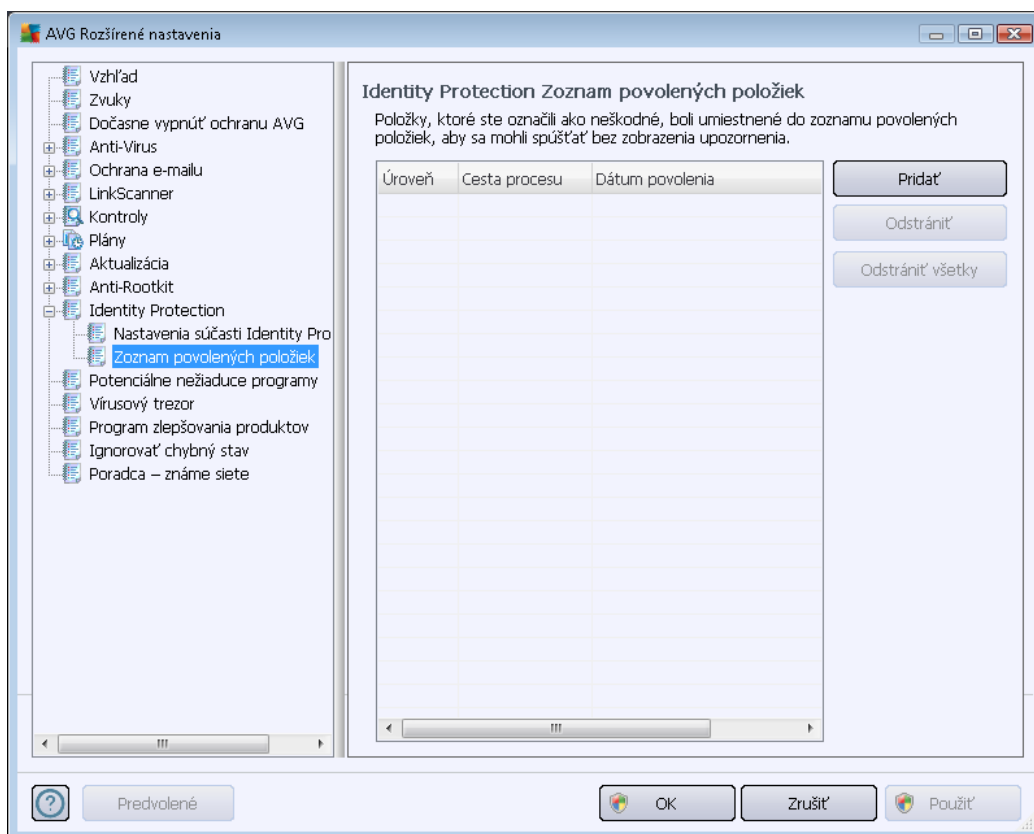 AVG Rozšírené nastavenia
Vzhľad
Zvuky
Dočasne vypnúť ochranu AVG
Anti-Virus
Ochrana e-mailu
LinkScanner
Kontroly
Plány
Aktualizácia
Anti-Rootkit
Identity Protection
Nastavenia súčasti Identity Pro
Zoznam povolených položiek
Potenciálne nežiaduce programy
Vírusový trezor
Program zlepšovania produktov
Ignorovať chybný stav
Poradca – známe siete
Identity Protection Zoznam povolených položiek
Položky, ktoré ste označili ako neškodné, boli umiestnené do zoznamu povolených
položiek, aby sa mohli spúšťať bez zobrazenia upozornenia.
Úroveň Cesta procesu Dátum povolenia
Pridať
Odstrániť
Odstrániť všetky
Predvolené
OK
Zrušiť
Použiť